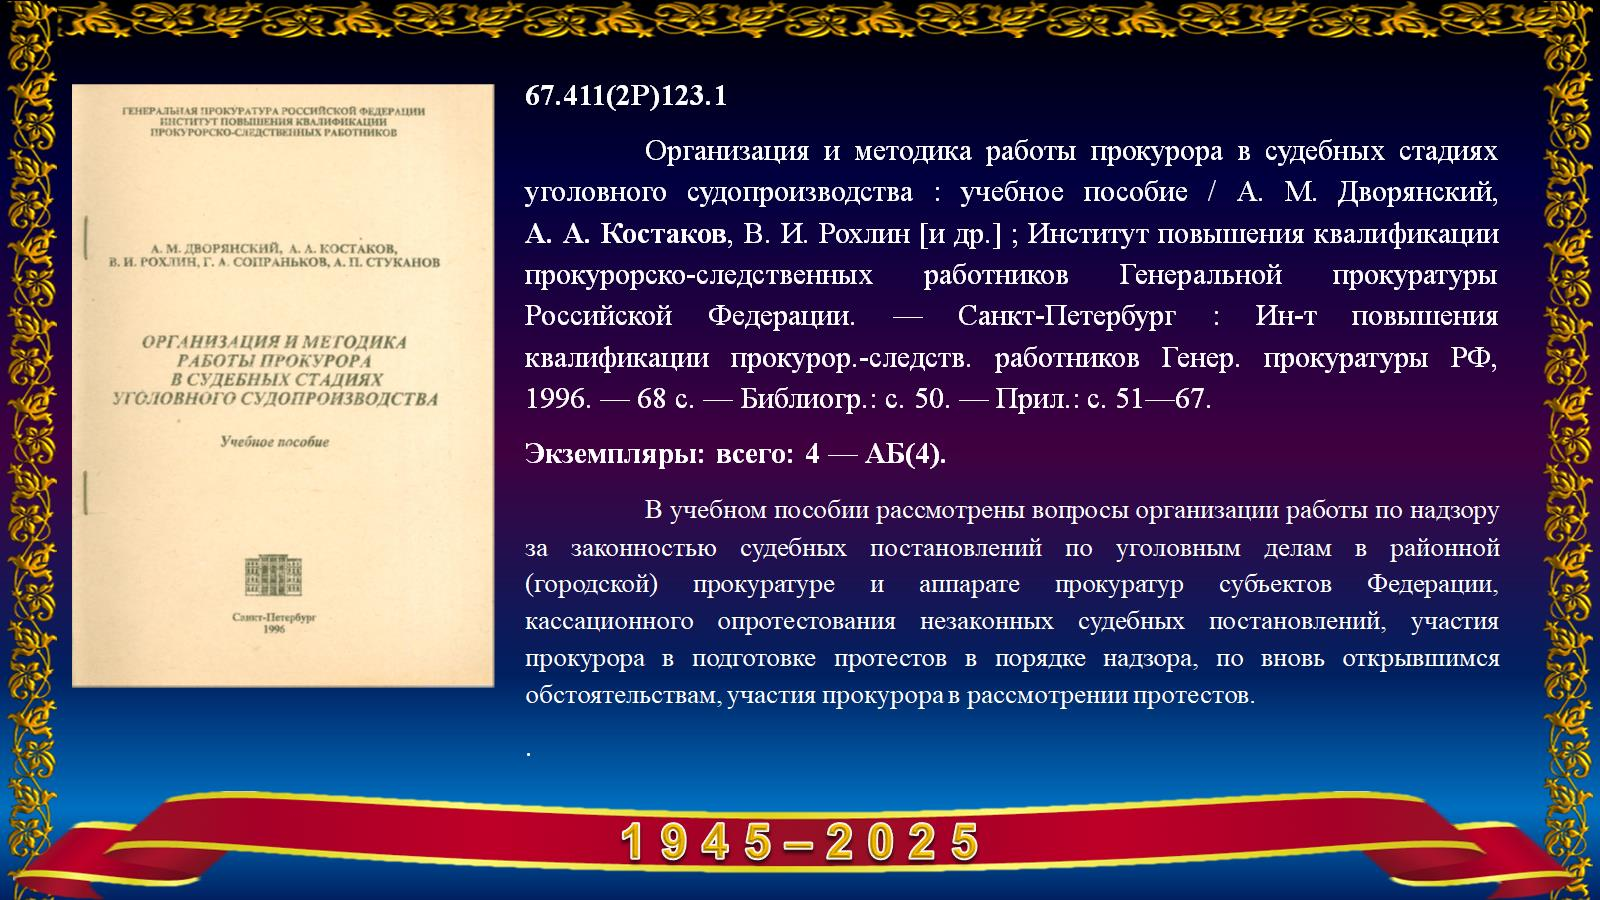 ГЕНЕРАЛЬНАЯ ПРОКУРАТУРА РОССИЙСКОЙ ФЕДЕРАЦИИ
ИНСТИТУТ ПОВЫШЕНИЯ КВАЛИФИКАЦИИ
ПРОКУРОРСКО-СЛЕДСТВЕННЫХ РАБОТНИКОВ
А. М. ДВОРЯНСКИЙ, А. А. КОСТАКОВ,
В. И. РОХЛИН, Г. А. СОПРАНЬКОВ, А. П. СТУКАНОВ
ОРГАНИЗАЦИЯ И МЕТОДИКА
РАБОТЫ ПРОКУРОРА
В СУДЕБНЫХ СТАДИЯХ
УГОЛОВНОГО СУДОПРОИЗВОДСТВА
Учебное пособие
Санкт-Петербург
1996
67.411(2Р)123.1
Организация и методика работы прокурора в судебных стадиях
уголовного судопроизводства : учебное пособие / А. М. Дворянский,
А. А. Костаков, В. И. Рохлин [и др.] ; Институт повышения квалификации
прокурорско-следственных работников Генеральной прокуратуры
Российской Федерации. — Санкт-Петербург : Ин-т повышения
квалификации прокурор.-следств. работников Генер. прокуратуры РФ,
1996. — 68 с. — Библиогр.: с. 50. — Прил.: с. 51—67.
Экземпляры: всего: 4 — АБ(4).
В учебном пособии рассмотрены вопросы организации работы по надзору
за законностью судебных постановлений по уголовным делам в районной
(городской) прокуратуре и аппарате прокуратур субъектов Федерации,
кассационного опротестования незаконных судебных постановлений, участия
прокурора в подготовке протестов в порядке надзора, по вновь открывшимся
обстоятельствам, участия прокурора в рассмотрении протестов.
.
1945–2025